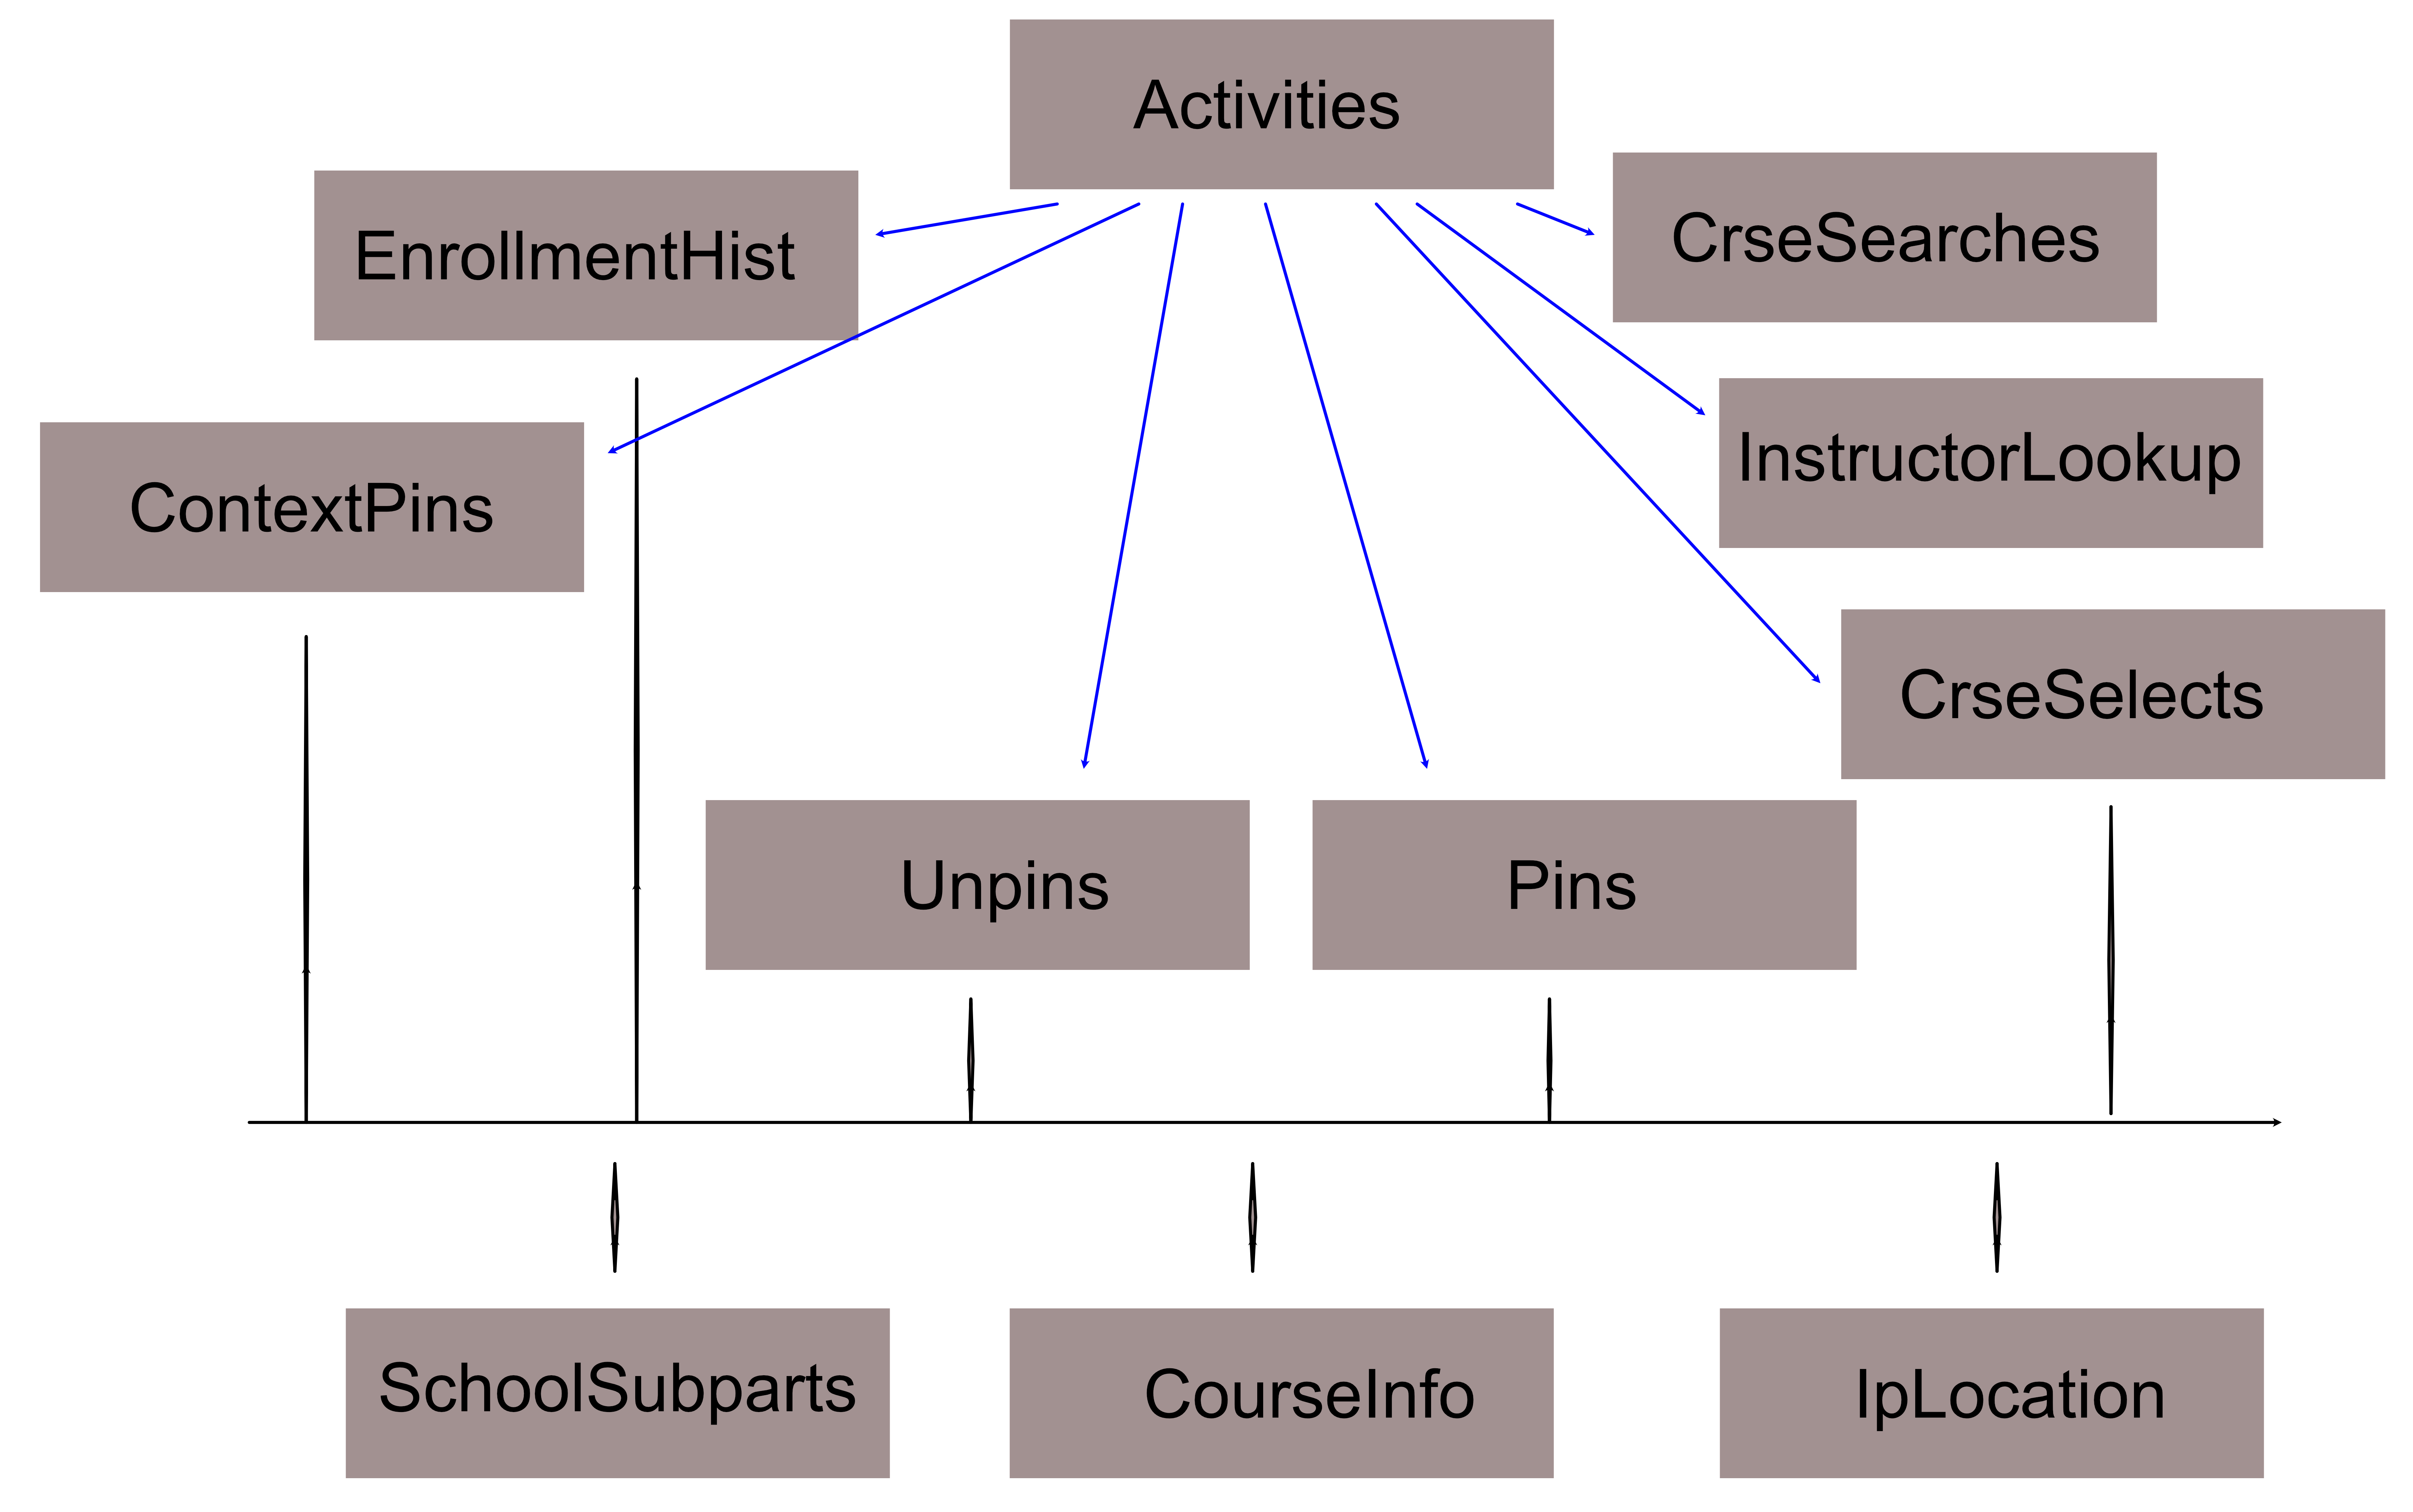 Activities
EnrollmentHist
CrseSearches
ContextPins
InstructorLookup
CrseSelects
Unpins
Pins
SchoolSubparts
CourseInfo
IpLocation